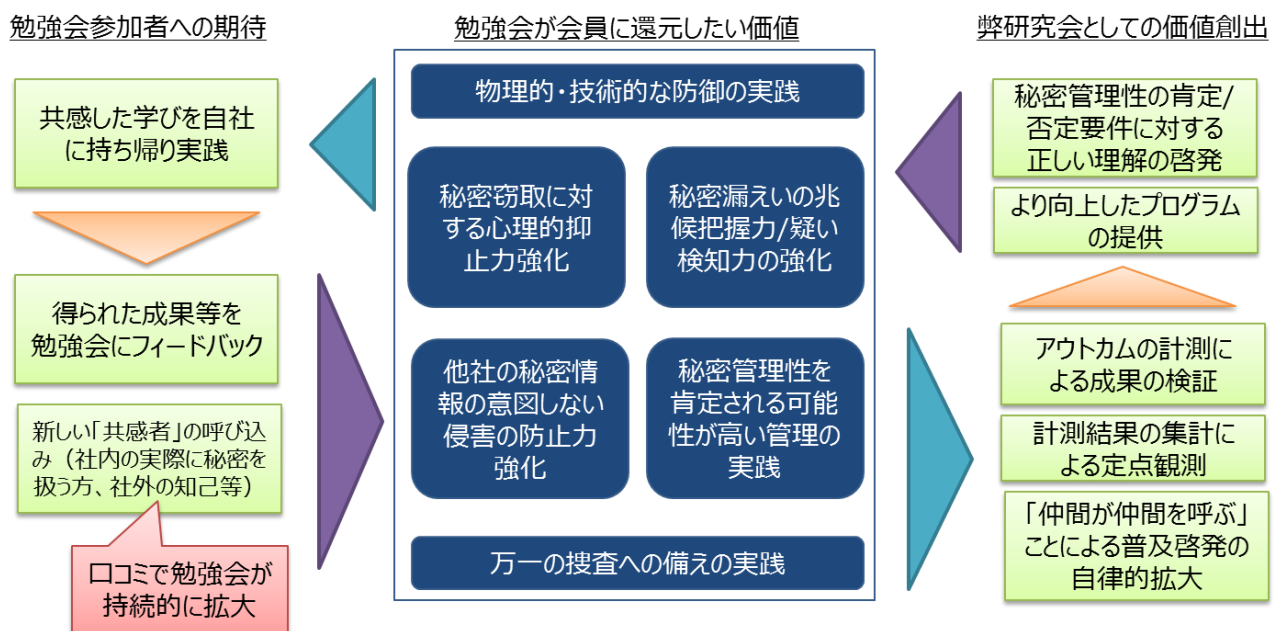 勉強会参加者への期待
共感した学びを自社
に持ち帰り実践
得られた成果等を
勉強会にフィードバック
新しい「共感者」の呼び込
み（社内の実際に秘密を
扱う方、社外の知己等）
口コミで勉強会が
持続的に拡大
勉強会が会員に還元したい価値
物理的・技術的な防御の実践
秘密窃取に対
する心理的抑
止力強化
秘密漏えいの兆
候把握力/疑い
検知力の強化
他社の秘密情
報の意図しない
侵害の防止力
強化
秘密管理性を
肯定される可能
性が高い管理の
実践
万一の捜査への備えの実践
弊研究会としての価値創出
秘密管理性の肯定/
否定要件に対する
正しい理解の啓発
より向上したプログラム
の提供
アウトカムの計測に
よる成果の検証
計測結果の集計に
よる定点観測
「仲間が仲間を呼ぶ」
ことによる普及啓発の
自律的拡大